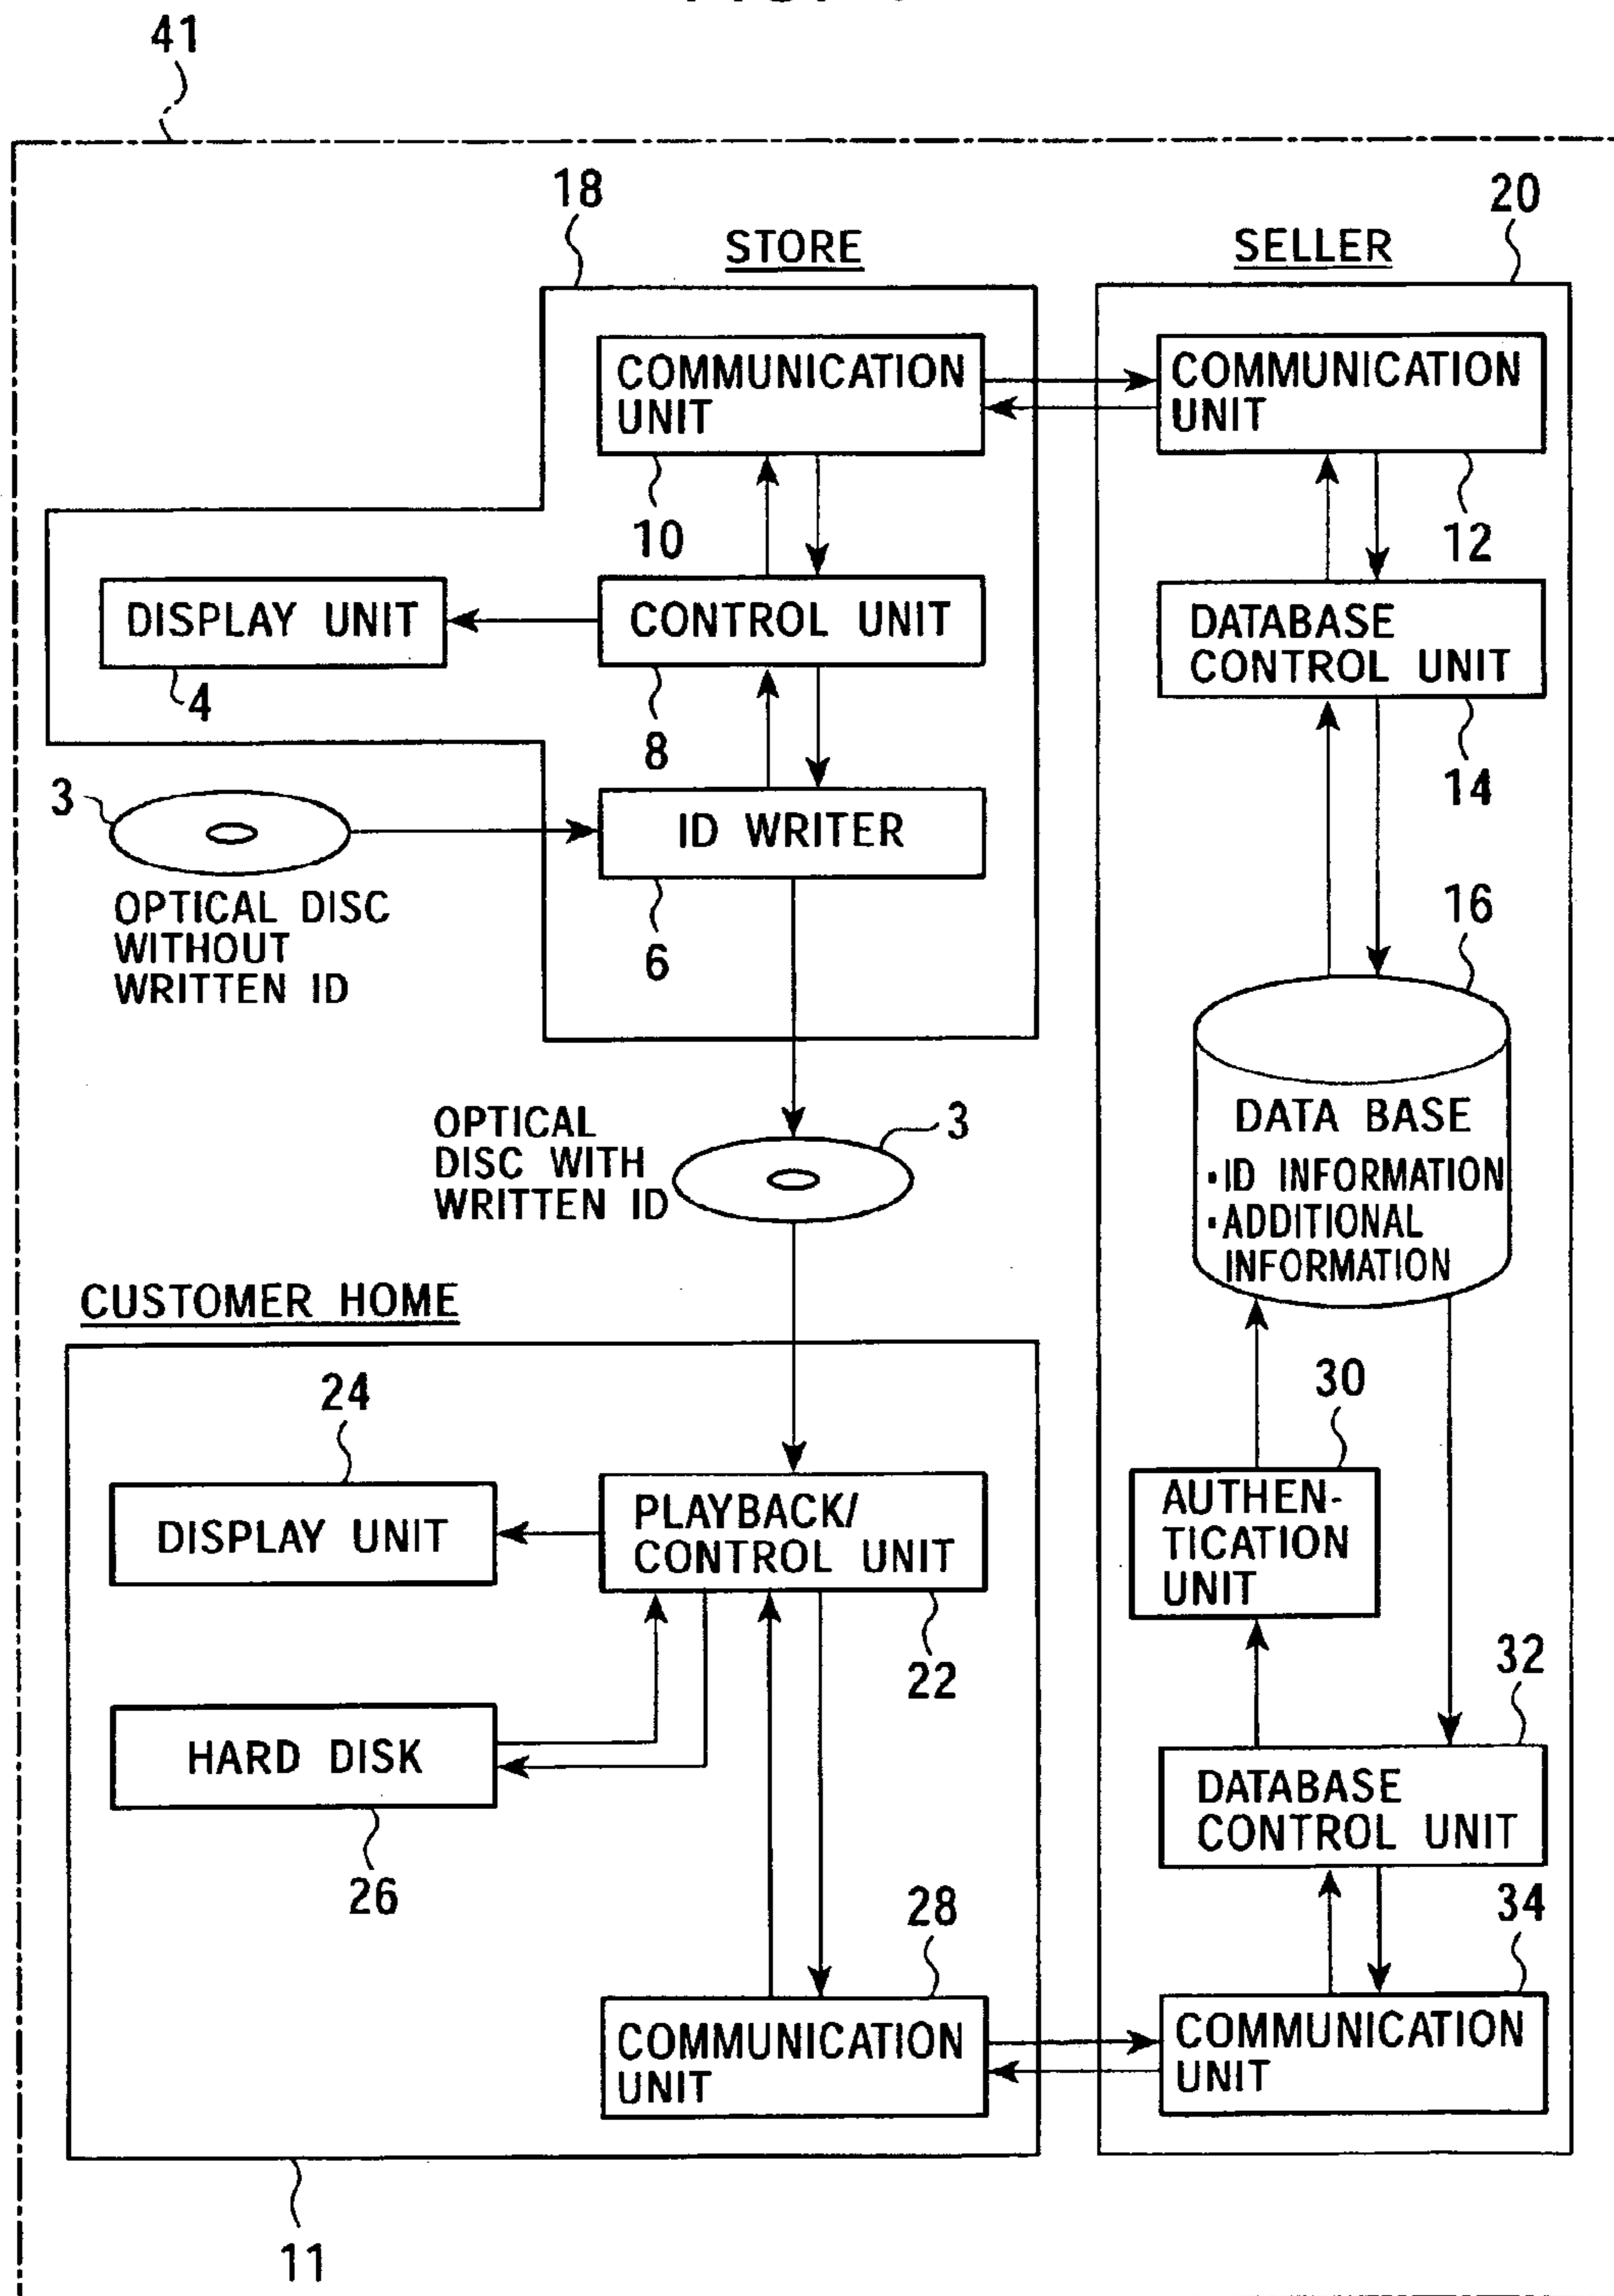 41
18
STORE
SELLER
20
COMMUNICATION
UNIT
10
COMMUNICATION
UNIT
12
DISPLAY UNIT
4
CONTROL UNIT
8
DATABASE
CONTROL UNIT
14
3
OPTICAL DISC
WITHOUT
WRITTEN ID
ID WRITER
6
16
DATA BASE
· ID INFORMATION
· ADDITIONAL
INFORMATION
OPTICAL
DISC WITH
WRITTEN ID
3
CUSTOMER HOME
24
DISPLAY UNIT
PLAYBACK/
CONTROL UNIT
22
30
AUTHEN-
TICATION
UNIT
HARD DISK
26
32
DATABASE
CONTROL UNIT
28
COMMUNICATION
UNIT
34
COMMUNICATION
UNIT
11